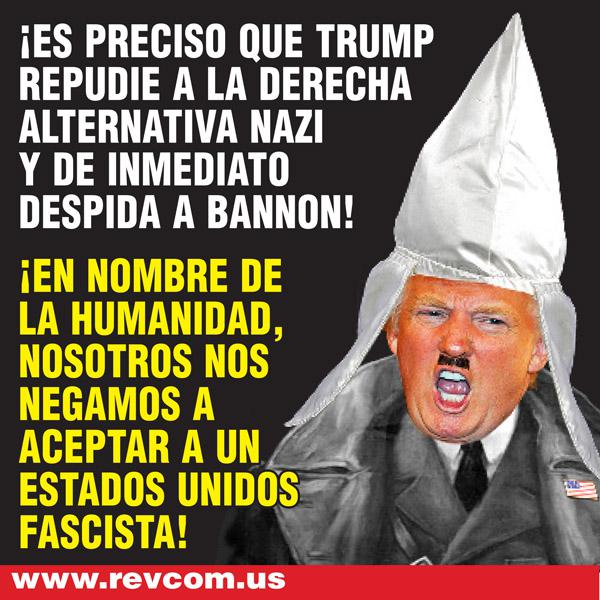 ¡ES PRECISO QUE TRUMP
REPUDIE A LA DERECHA
ALTERNATIVA NAZI
Y DE INMEDIATO
DESPIDA A BANNON!
¡EN NOMBRE DE
LA HUMANIDAD,
NOSOTROS NOS
NEGAMOS A
ACEPTAR A UN
ESTADOS UNIDOS
FASCISTA!
www.revcom.us